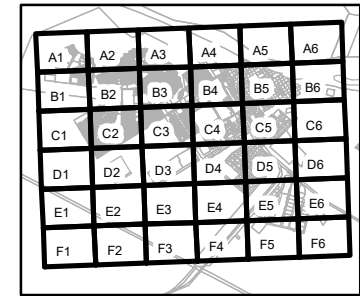 A1 A2 A3 A4 A5 A6
B1 B2 B3 B4 B5 B6
C1 C2 C3 C4 C5 C6
D1 D2 D3 D4 D5 D6
E1 E2 E3 E4 E5 E6
F1 F2 F3 F4 F5 F6